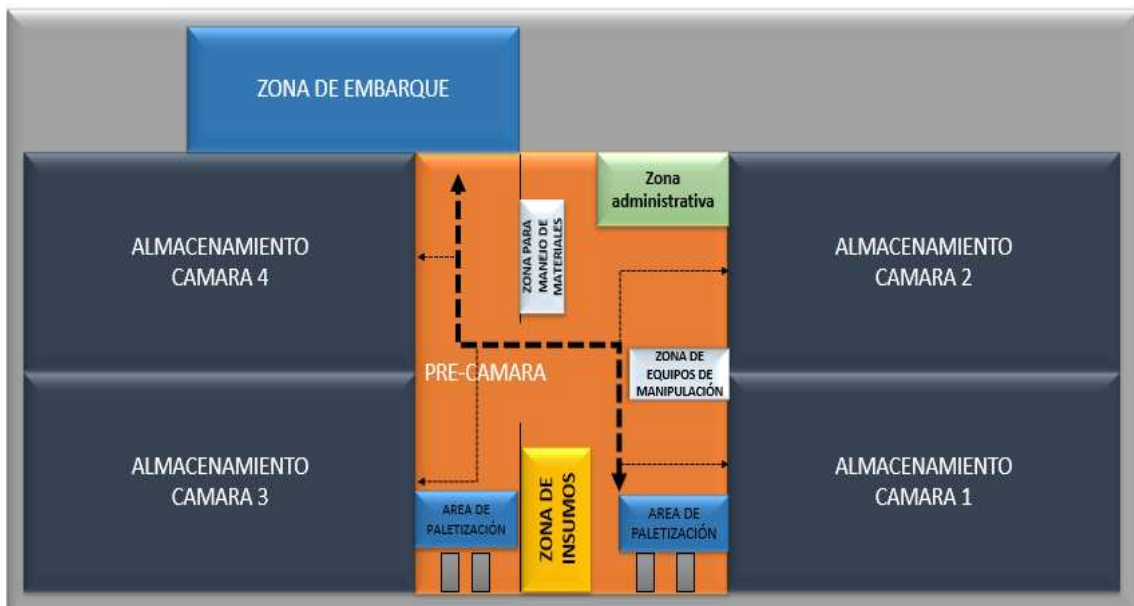 ZONA DE EMBARQUE
ALMACENAMIENTO
CAMARA 4
ZONA PARA
MANEJO DE
MATERIALES
Zona
administrativa
ALMACENAMIENTO
CAMARA 2
PRE-CAMARA
ZONA DE
EQUIPOS DE
MANIPULACIÓN
ALMACENAMIENTO
CAMARA 3
AREA DE
PALETIZACIÓN
ZONA DE
INSUMOS
AREA DE
PALETIZACIÓN
ALMACENAMIENTO
CAMARA 1